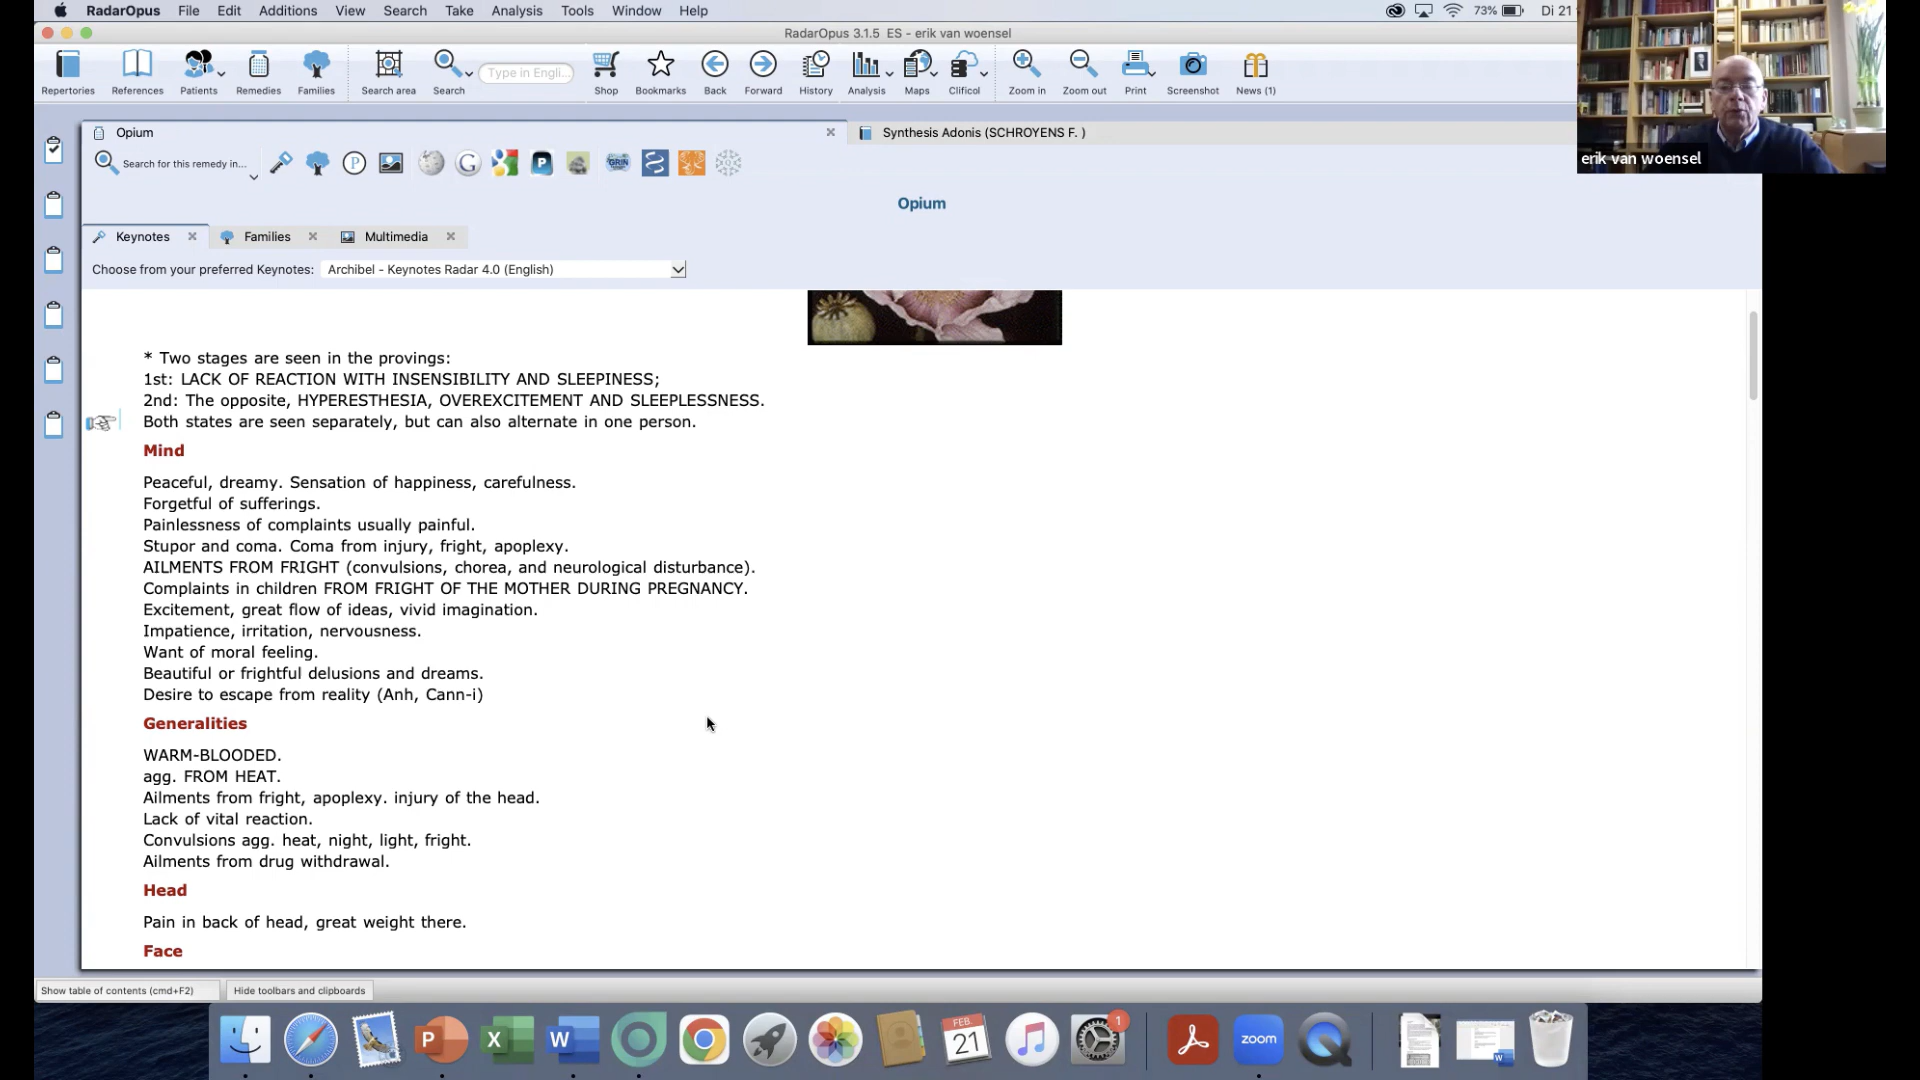 RadarOpus File Edit Additions View Search Take Analysis Tools Window Help
73% Di 21
RadarOpus 3.1.5 ES - erik van woensel
Type in Engli...
Repertories References Patients Remedies Families Search area Search Shop Bookmarks Back Forward History Analysis Maps Clificol Zoom in Zoom out Print Screenshot News (1)
erik van woensel
Opium
Synthesis Adonis (SCHROYENS F. )
Search for this remedy in...
P G P GRIN
Opium
Keynotes Families Multimedia
Choose from your preferred Keynotes: Archibel - Keynotes Radar 4.0 (English)
* Two stages are seen in the provings:
1st: LACK OF REACTION WITH INSENSIBILITY AND SLEEPINESS;
2nd: The opposite, HYPERESTHESIA, OVEREXCITEMENT AND SLEEPLESSNESS.
Both states are seen separately, but can also alternate in one person.
Mind
Peaceful, dreamy. Sensation of happiness, carefulness.
Forgetful of sufferings.
Painlessness of complaints usually painful.
Stupor and coma. Coma from injury, fright, apoplexy.
AILMENTS FROM FRIGHT (convulsions, chorea, and neurological disturbance).
Complaints in children FROM FRIGHT OF THE MOTHER DURING PREGNANCY.
Excitement, great flow of ideas, vivid imagination.
Impatience, irritation, nervousness.
Want of moral feeling.
Beautiful or frightful delusions and dreams.
Desire to escape from reality (Anh, Cann-i)
Generalities
WARM-BLOODED.
agg. FROM HEAT.
Ailments from fright, apoplexy. injury of the head.
Lack of vital reaction.
Convulsions agg. heat, night, light, fright.
Ailments from drug withdrawal.
Head
Pain in back of head, great weight there.
Face
Show table of contents (cmd+F2) Hide toolbars and clipboards
P X W FEB. 21 1 zoom W